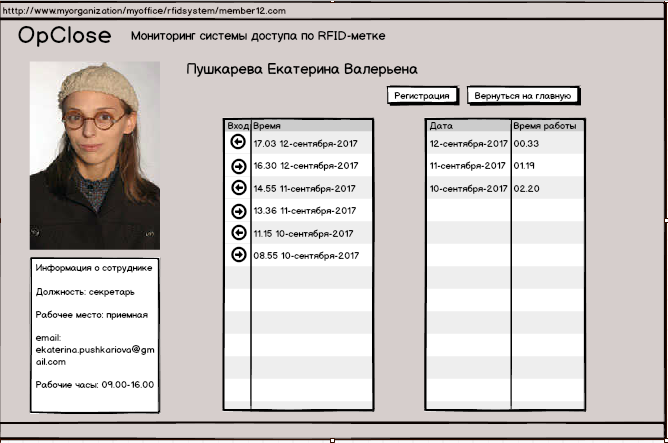 http://www.myorganization/myoffice/rfidsystem/member12.com
OpClose
Мониторинг системы доступа по RFID-метке
Пушкарева Екатерина Валерьена
Регистрация
Вернуться на главную
Вход Время
17.03 12-сентября-2017
16.30 12-сентября-2017
14.55 11-сентября-2017
13.36 11-сентября-2017
11.15 10-сентября-2017
08.55 10-сентября-2017
Дата Время работы
12-сентября-2017 00.33
11-сентября-2017 01.19
10-сентября-2017 02.20
Информация о сотруднике
Должность: секретарь
Рабочее место: приемная
email:
ekaterina.pushkariova@gm
ail.com
Рабочие часы: 09.00-16.00